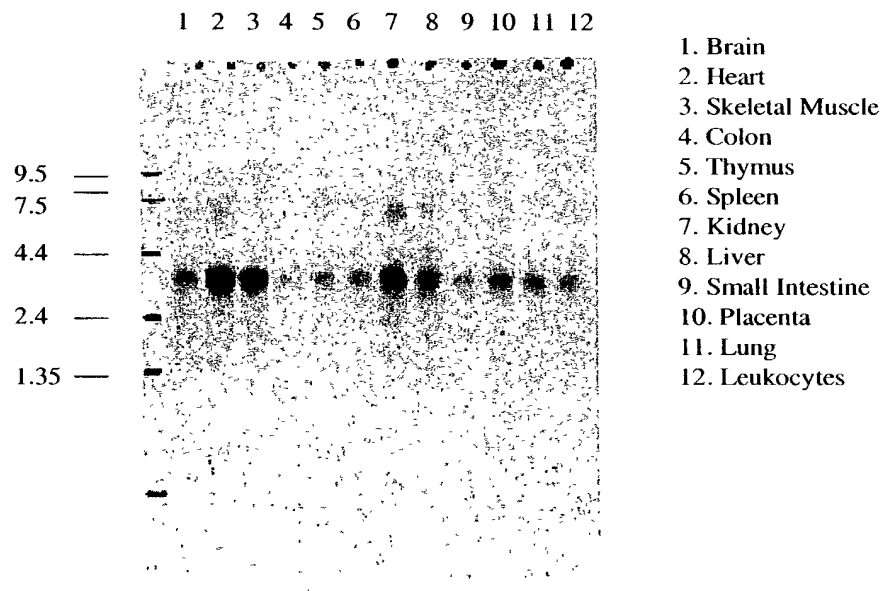 1 2 3 4 5 6 7 8 9 10 11 12
9.5
7.5
4.4
2.4
1.35
1. Brain
2. Heart
3. Skeletal Muscle
4. Colon
5. Thymus
6. Spleen
7. Kidney
8. Liver
9. Small Intestine
10. Placenta
11. Lung
12. Leukocytes